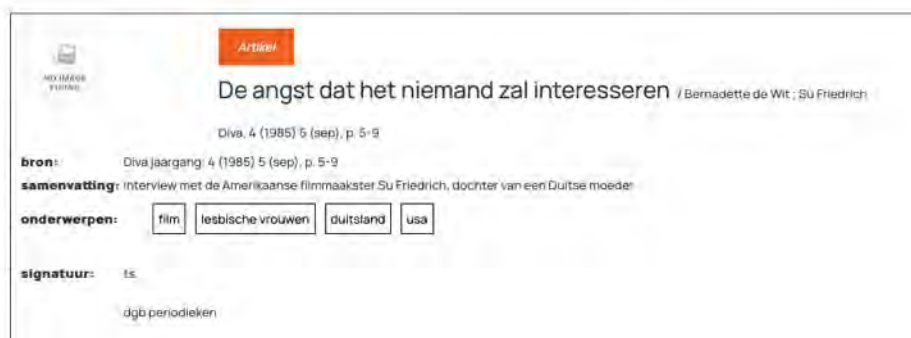 NO IMAGE
FOUND
Artikel
De angst dat het niemand zal interesseren / Bernadette de Wit ; Su Friedrich
Diva, 4 (1985) 5 (sep), p. 5-9
bron: Diva jaargang: 4 (1985) 5 (sep), p. 5-9
samenvatting: Interview met de Amerikaanse filmmaakster Su Friedrich, dochter van een Duitse moeder
onderwerpen: film lesbische vrouwen duitsland usa
signatuur: ts.
dgb periodieken